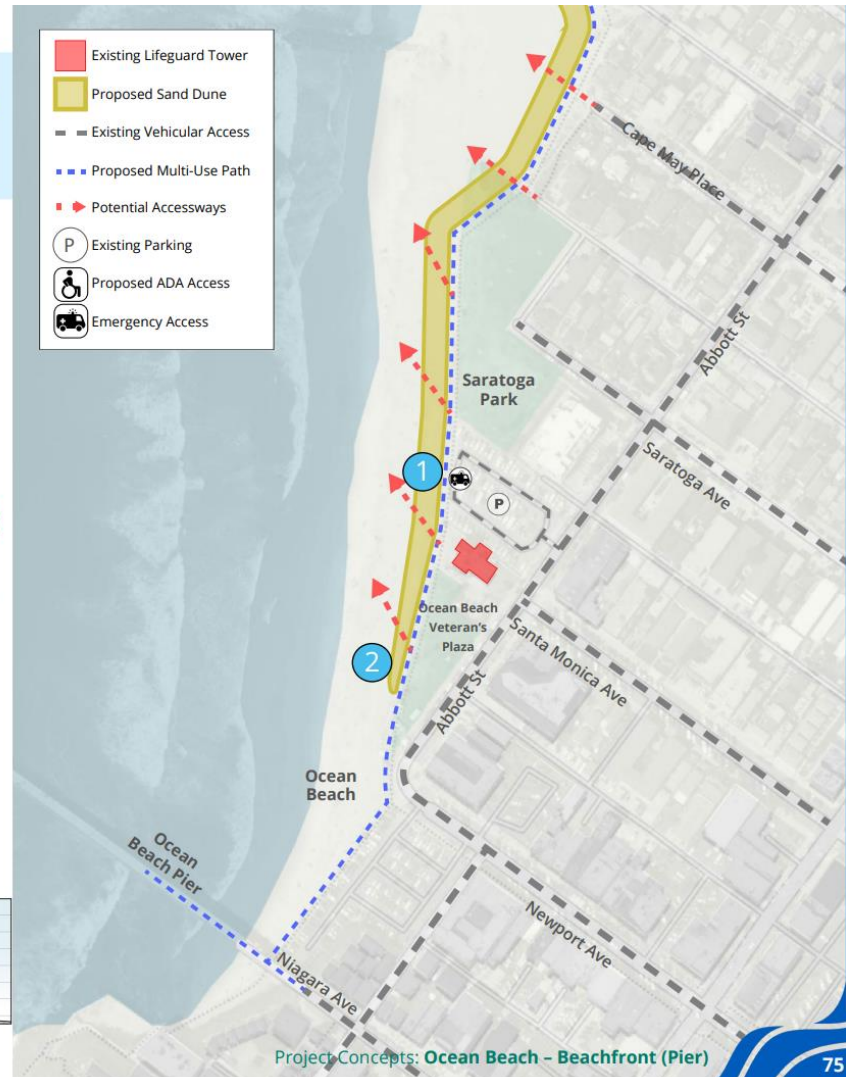 Existing Lifeguard Tower
Proposed Sand Dune
Existing Vehicular Access
Proposed Multi-Use Path
Potential Accessways
P Existing Parking
Proposed ADA Access
Emergency Access
Cape May Place
Abbott St
Saratoga
Park
Saratoga Ave
1
P
Ocean Beach
Veteran's
Plaza
Santa Monica Ave
2
Abbott St
Ocean
Beach
Ocean
Beach Pier
Newport Ave
Niagara Ave
Project Concepts: Ocean Beach – Beachfront (Pier)
75